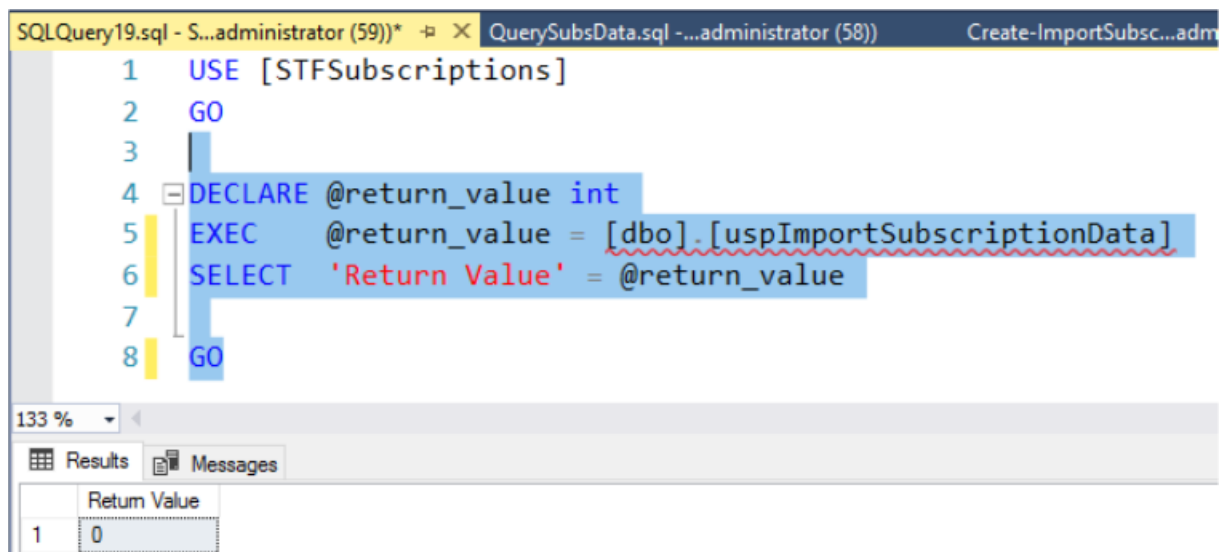 SQLQuery19.sql - S...administrator (59))* QuerySubsData.sql -...administrator (58)) Create-ImportSubsc...adm
1 USE [STFSubscriptions]
2 GO
3
4 DECLARE @return_value int
5 EXEC @return_value = [dbo].[uspImportSubscriptionData]
6 SELECT 'Return Value' = @return_value
7
8 GO
133 %
Results Messages
Return Value
1 0